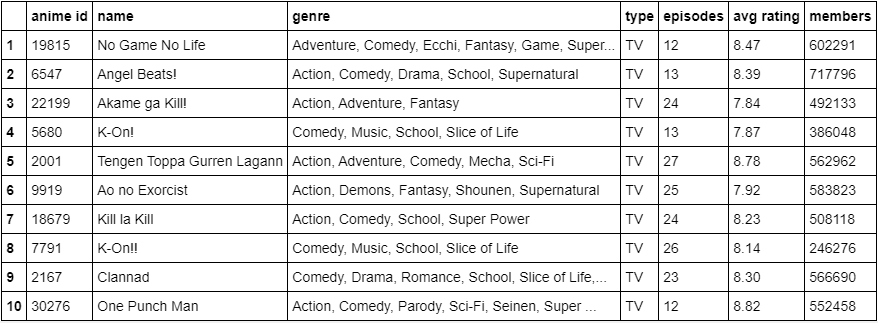 anime id name genre type episodes avg rating members
1 19815 No Game No Life Adventure, Comedy, Ecchi, Fantasy, Game, Super... TV 12 8.47 602291
2 6547 Angel Beats! Action, Comedy, Drama, School, Supernatural TV 13 8.39 717796
3 22199 Akame ga Kill! Action, Adventure, Fantasy TV 24 7.84 492133
4 5680 K-On! Comedy, Music, School, Slice of Life TV 13 7.87 386048
5 2001 Tengen Toppa Gurren Lagann Action, Adventure, Comedy, Mecha, Sci-Fi TV 27 8.78 562962
6 9919 Ao no Exorcist Action, Demons, Fantasy, Shounen, Supernatural TV 25 7.92 583823
7 18679 Kill la Kill Action, Comedy, School, Super Power TV 24 8.23 508118
8 7791 K-On!! Comedy, Music, School, Slice of Life TV 26 8.14 246276
9 2167 Clannad Comedy, Drama, Romance, School, Slice of Life,... TV 23 8.30 566690
10 30276 One Punch Man Action, Comedy, Parody, Sci-Fi, Seinen, Super ... TV 12 8.82 552458